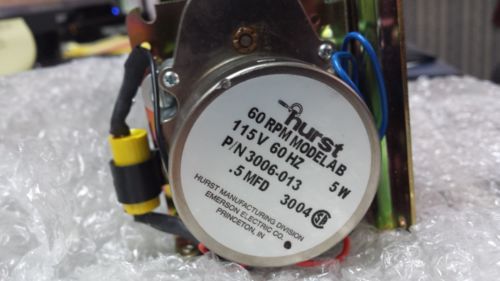 hurst
60 RPM MODEL AB
115V 60 HZ 5 W
P/N 3006-013
.5 MFD 3004
HURST MANUFACTURING DIVISION
EMERSON ELECTRIC CO.
PRINCETON, IN